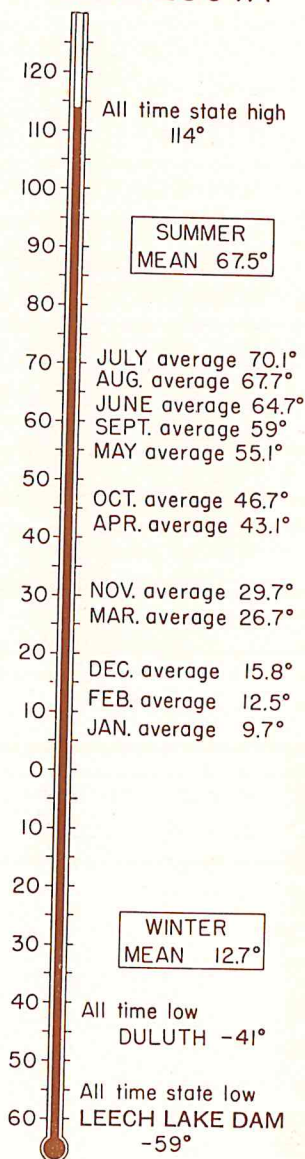 120
110
100
90
80
70
60
50
40
30
20
10
0
10
20
30
40
50
60
All time state high
114°
SUMMER
MEAN 67.5°
JULY average 70.1°
AUG. average 67.7°
JUNE average 64.7°
SEPT. average 59°
MAY average 55.1°
OCT. average 46.7°
APR. average 43.1°
NOV. average 29.7°
MAR. average 26.7°
DEC. average 15.8°
FEB. average 12.5°
JAN. average 9.7°
WINTER
MEAN 12.7°
All time low
DULUTH -41°
All time state low
LEECH LAKE DAM
-59°